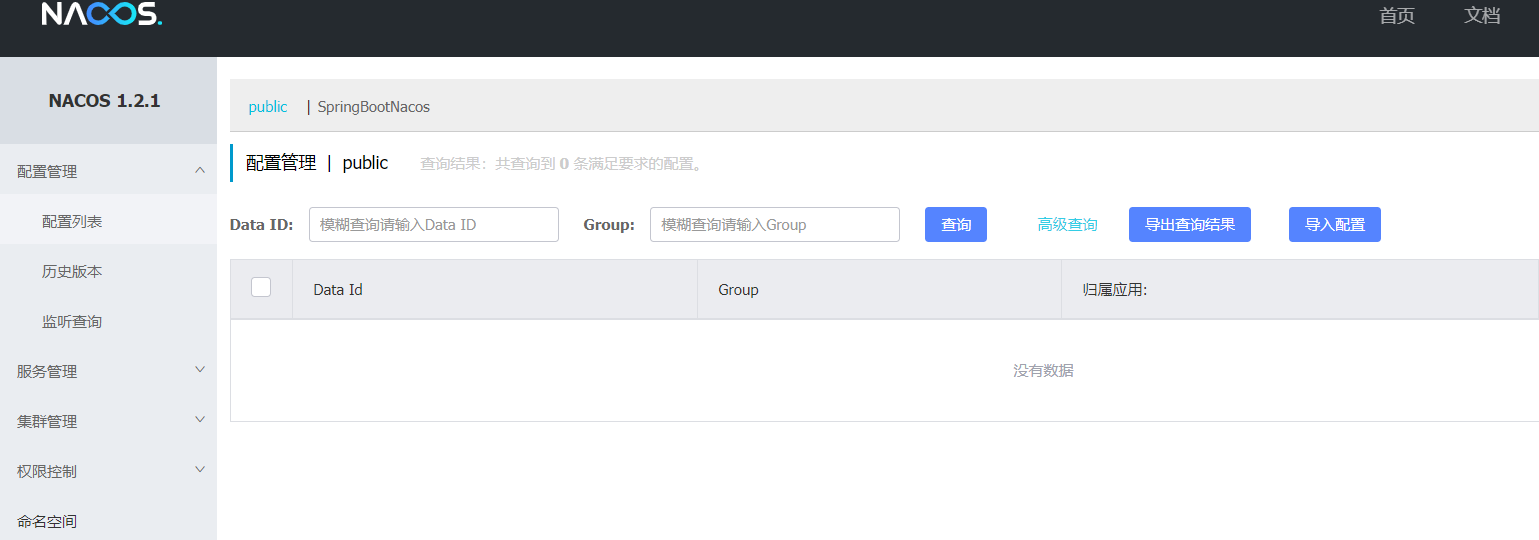 NACOS.
首页 文档
NACOS 1.2.1
public | SpringBootNacos
配置管理
配置管理 | public 查询结果：共查询到 0 条满足要求的配置。
配置列表
Data ID: 模糊查询请输入Data ID Group: 模糊查询请输入Group 查询 高级查询 导出查询结果 导入配置
历史版本
Data Id Group 归属应用:
监听查询
服务管理
没有数据
集群管理
权限控制
命名空间